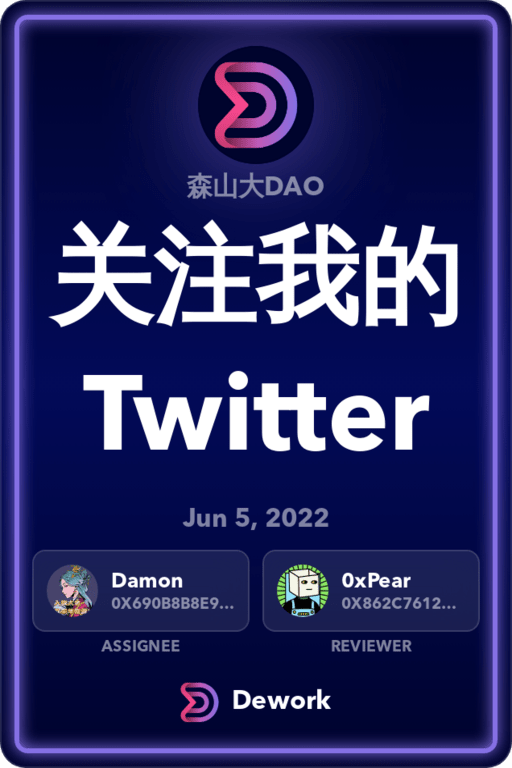 森山大DAO
关注我的
Twitter
Jun 5, 2022
Damon
0X690B8B8E9...
ASSIGNEE
0xPear
0X862C7612...
REVIEWER
Dework